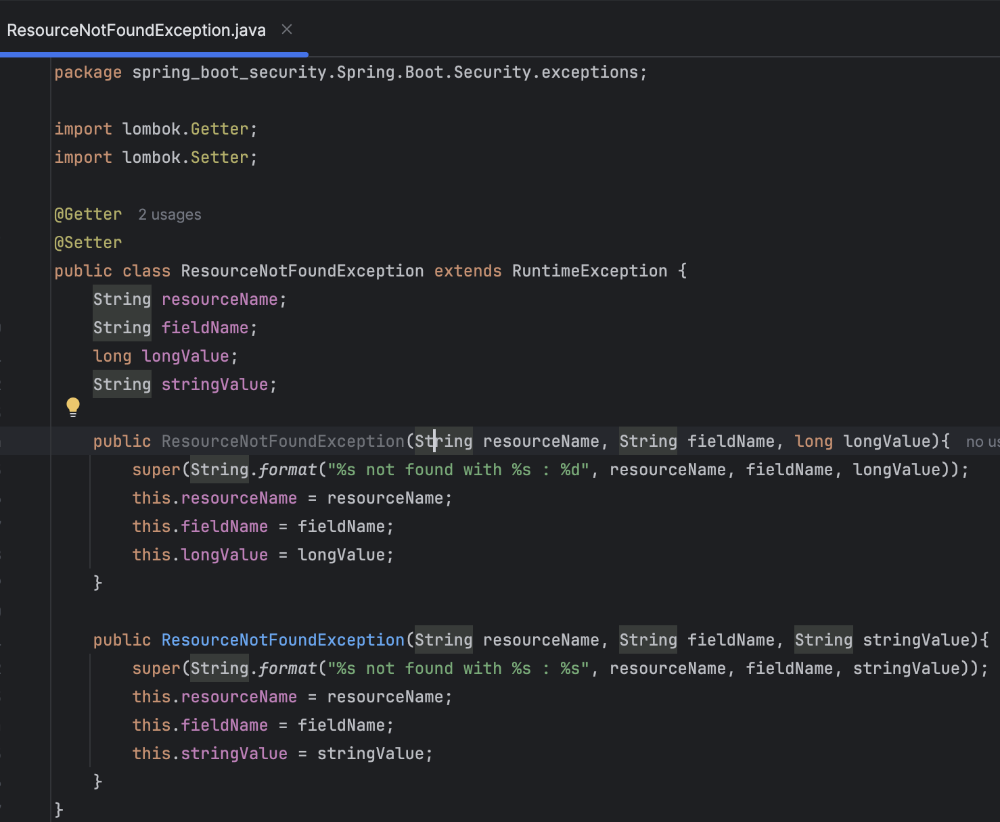 ResourceNotFoundException.java
package spring_boot_security.Spring.Boot.Security.exceptions;
import lombok.Getter;
import lombok.Setter;
@Getter 2 usages
@Setter
public class ResourceNotFoundException extends RuntimeException {
String resourceName;
String fieldName;
long longValue;
String stringValue;
public ResourceNotFoundException(String resourceName, String fieldName, long longValue){ no
super(String.format("%s not found with %s : %d", resourceName, fieldName, longValue));
this.resourceName = resourceName;
this.fieldName = fieldName;
this.longValue = longValue;
}
public ResourceNotFoundException(String resourceName, String fieldName, String stringValue){
super(String.format("%s not found with %s : %s", resourceName, fieldName, stringValue));
this.resourceName = resourceName;
this.fieldName = fieldName;
this.stringValue = stringValue;
}
}